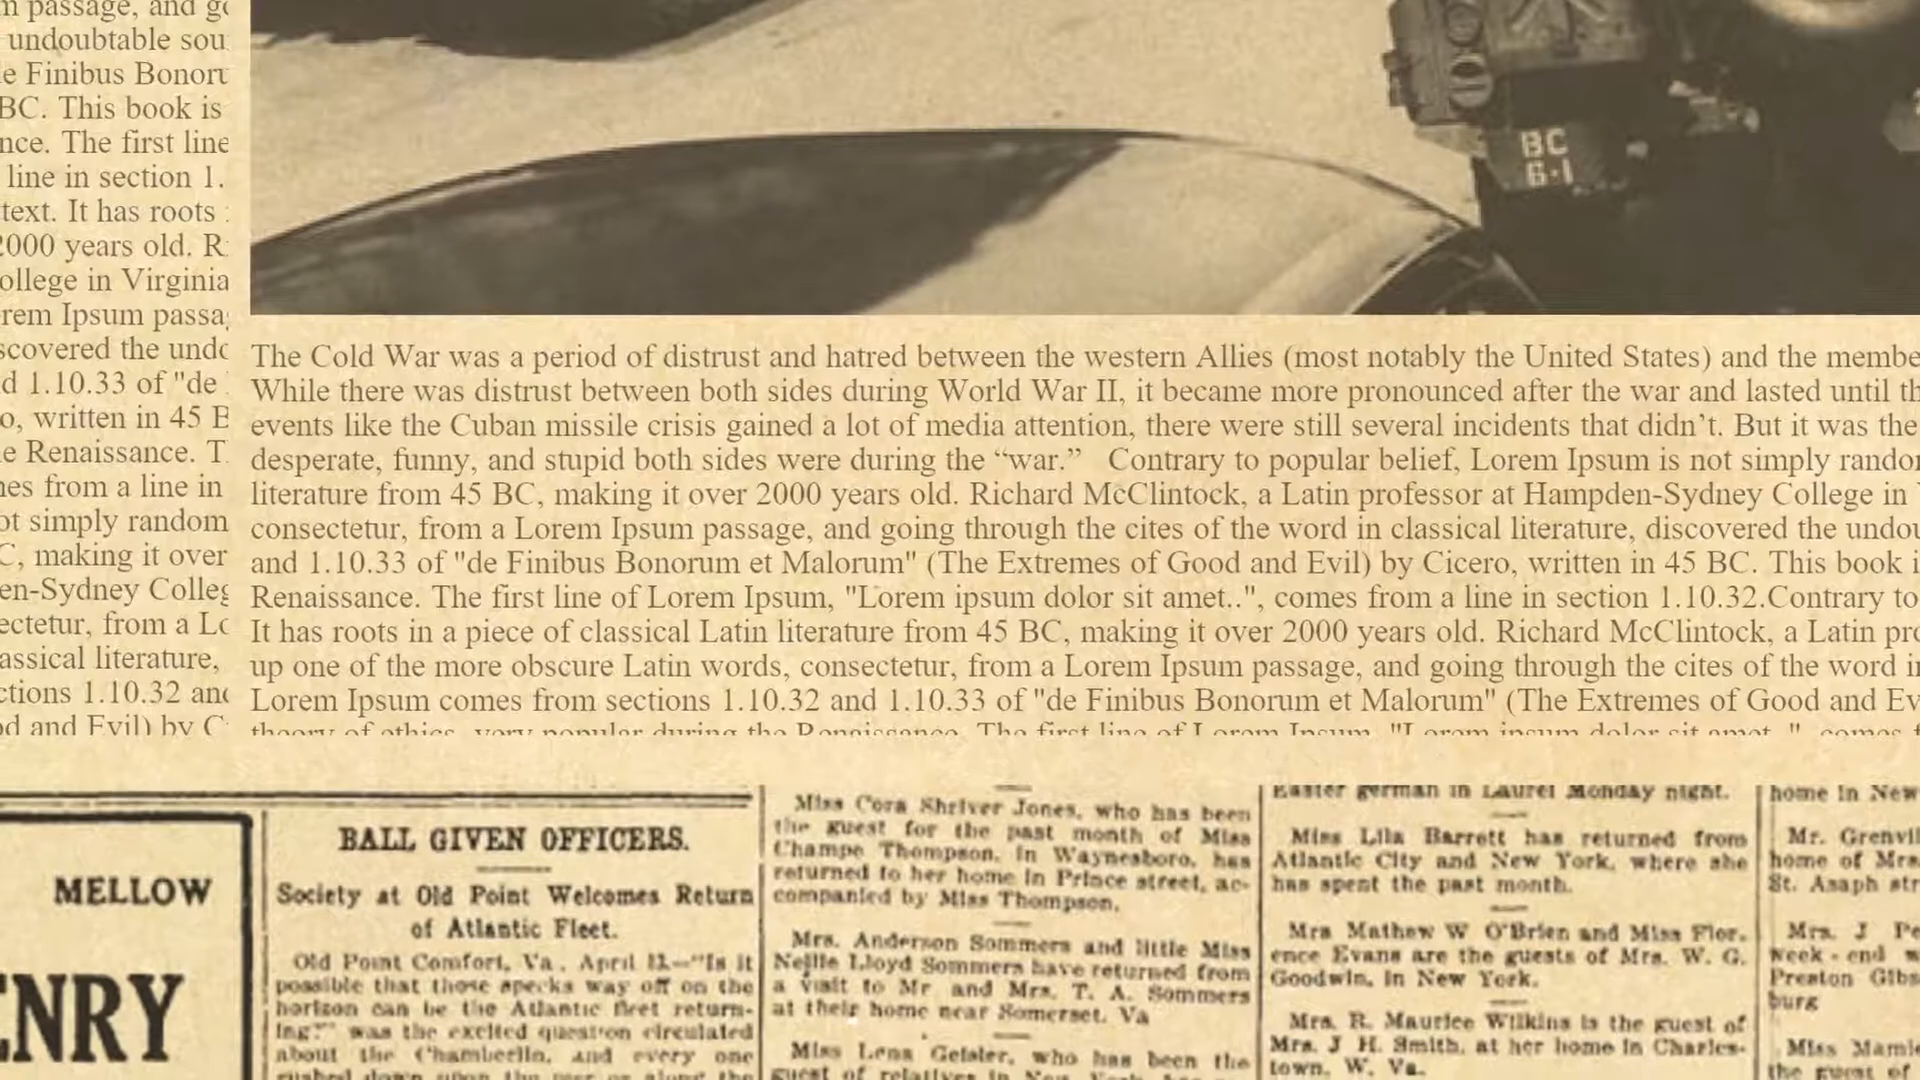 m passage, and
undoubtable sou
e Finibus Bonor
BC. This book is
nce. The first line
line in section 1.
text. It has roots
2000 years old. R
ollege in Virginia
rem Ipsum passa
scovered the und
d 1.10.33 of "de
o, written in 45 B
e Renaissance. T
nes from a line in
ot simply random
C, making it over
en-Sydney Colleg
ectetur, from a Lo
assical literature,
ctions 1.10.32 and
od and Evil) by C
BC
6·1
The Cold War was a period of distrust and hatred between the western Allies (most notably the United States) and the membe
While there was distrust between both sides during World War II, it became more pronounced after the war and lasted until th
events like the Cuban missile crisis gained a lot of media attention, there were still several incidents that didn’t. But it was the
desperate, funny, and stupid both sides were during the “war.” Contrary to popular belief, Lorem Ipsum is not simply rando
literature from 45 BC, making it over 2000 years old. Richard McClintock, a Latin professor at Hampden-Sydney College in
consectetur, from a Lorem Ipsum passage, and going through the cites of the word in classical literature, discovered the undou
and 1.10.33 of "de Finibus Bonorum et Malorum" (The Extremes of Good and Evil) by Cicero, written in 45 BC. This book i
Renaissance. The first line of Lorem Ipsum, "Lorem ipsum dolor sit amet..", comes from a line in section 1.10.32.Contrary to
It has roots in a piece of classical Latin literature from 45 BC, making it over 2000 years old. Richard McClintock, a Latin pro
up one of the more obscure Latin words, consectetur, from a Lorem Ipsum passage, and going through the cites of the word in
Lorem Ipsum comes from sections 1.10.32 and 1.10.33 of "de Finibus Bonorum et Malorum" (The Extremes of Good and Ev
theory of ethics, very popular during the Renaissance. The first line of Lorem Ipsum, "Lorem ipsum dolor sit amet..", comes f
MELLOW
ENRY
BALL GIVEN OFFICERS.
Society at Old Point Welcomes Return
of Atlantic Fleet.
Old Point Comfort, Va., April 13.—"Is it
possible that those specks way off on the
horizon can be the Atlantic fleet return-
ing?" was the excited question circulated
about the Chamberlin, and every one
rushed down upon the pier or along the
Miss Cora Shriver Jones, who has been
the guest for the past month of Miss
Champe Thompson, in Waynesboro, has
returned to her home in Prince street, ac-
companied by Miss Thompson.
Mrs. Anderson Sommers and little Miss
Nellie Lloyd Sommers have returned from
a visit to Mr and Mrs. T. A. Sommers
at their home near Somerset, Va
Miss Lena Geisler, who has been the
guest of relatives in New York
Easter german in Laurel Monday night.
Miss Lila Barrett has returned from
Atlantic City and New York, where she
has spent the past month.
Mrs Mathew W O'Brien and Miss Flor-
ence Evans are the guests of Mrs. W. G.
Goodwin, in New York.
Mrs. R. Maurice Wilkins is the guest of
Mrs. J H. Smith, at her home in Charles-
town, W. Va.
home in New
Mr. Grenvil
home of Mrs.
St. Asaph str
Mrs. J Pe
week-end w
Preston Gibs
burg
Miss Mamie
the guest of